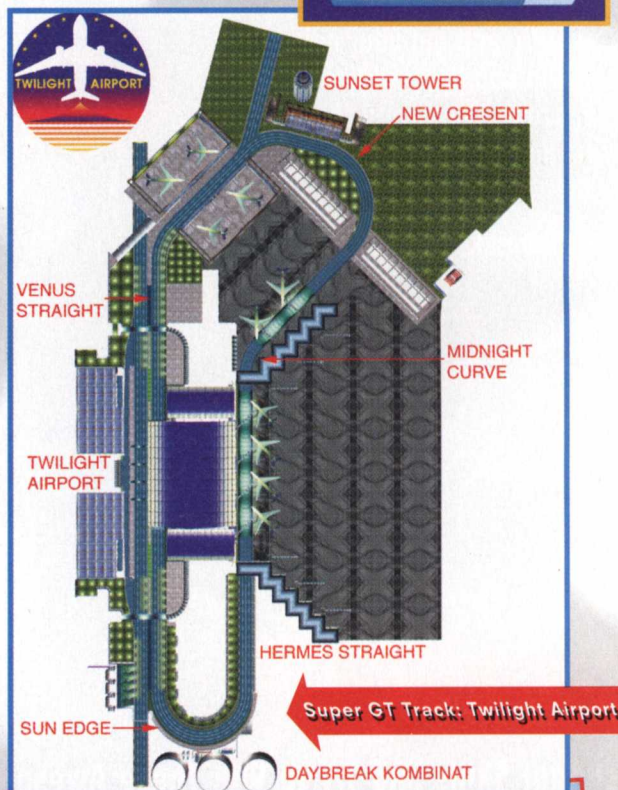 TWILIGHT AIRPORT
SUNSET TOWER
NEW CRESENT
VENUS
STRAIGHT
MIDNIGHT
CURVE
TWILIGHT
AIRPORT
HERMES STRAIGHT
Super GT Track: Twilight Airport
SUN EDGE
DAYBREAK KOMBINAT